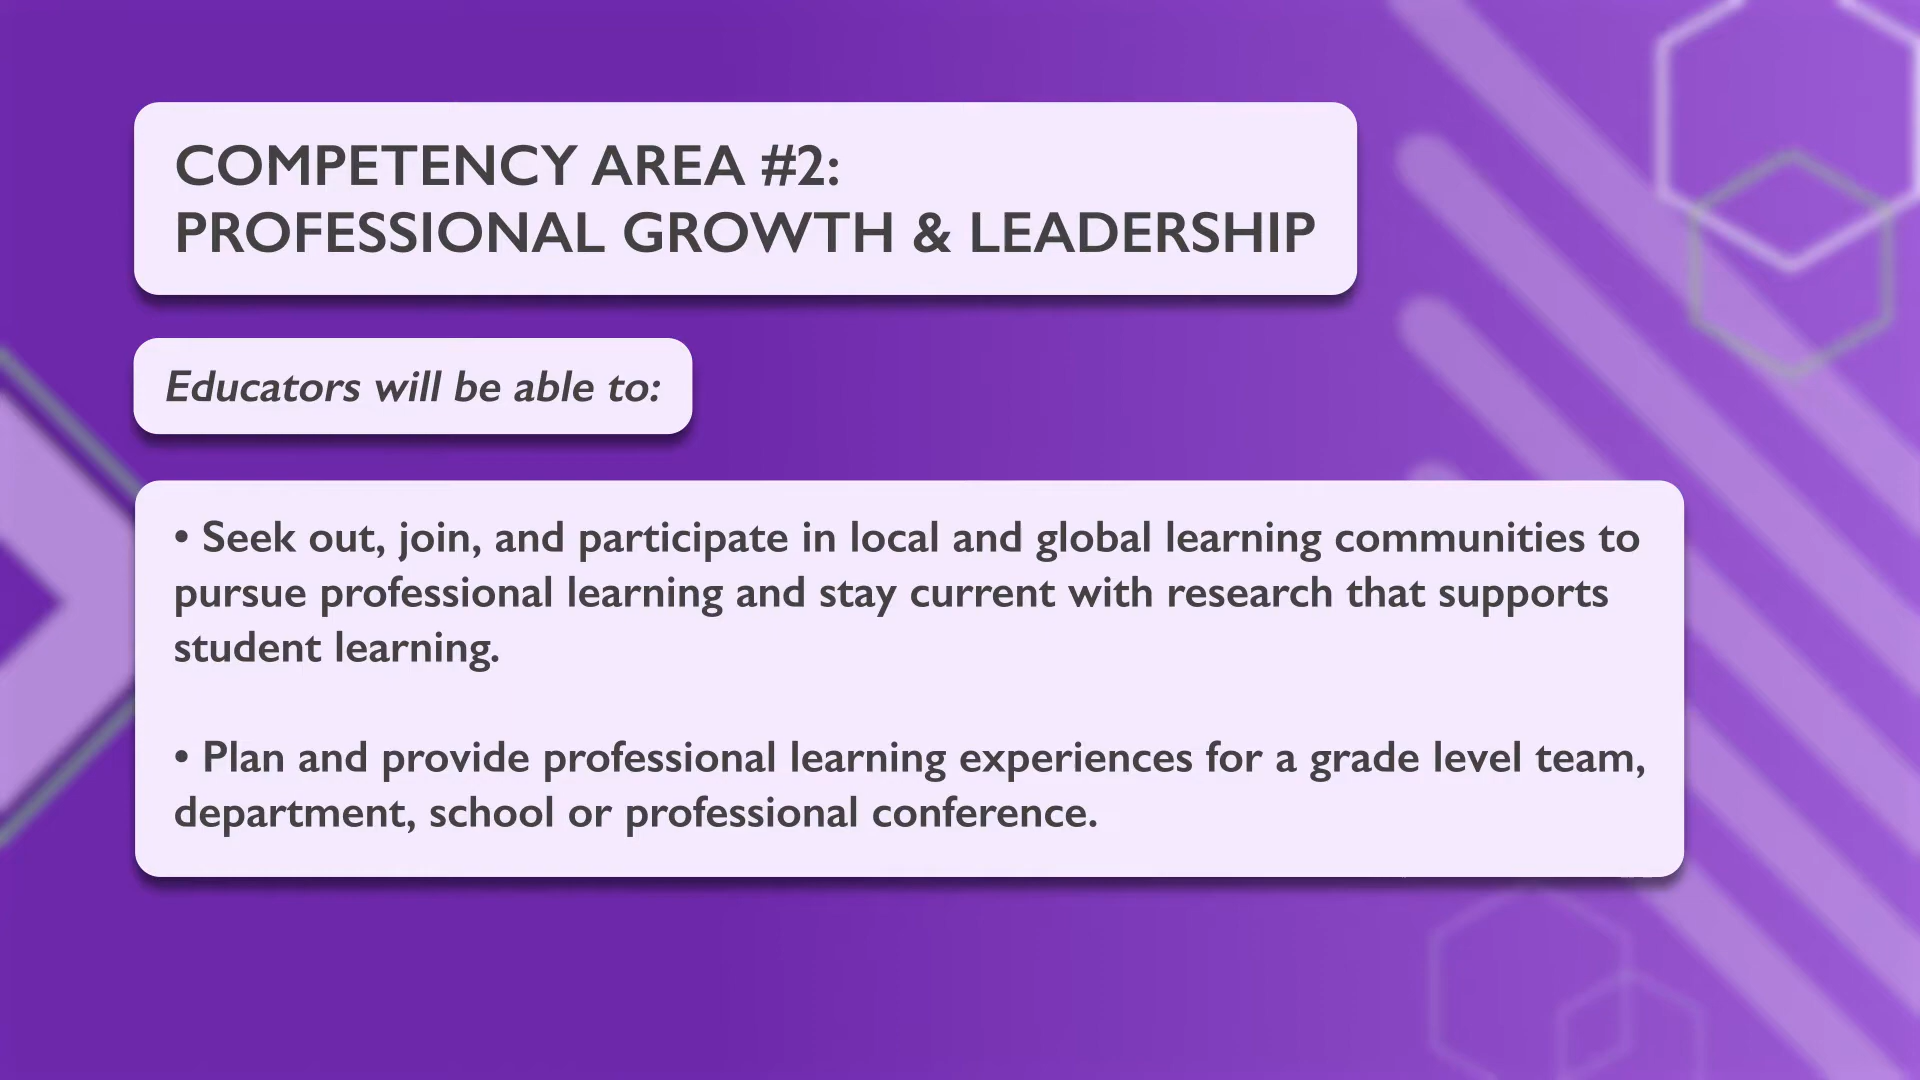 COMPETENCY AREA #2:
PROFESSIONAL GROWTH & LEADERSHIP
Educators will be able to:
• Seek out, join, and participate in local and global learning communities to
pursue professional learning and stay current with research that supports
student learning.
• Plan and provide professional learning experiences for a grade level team,
department, school or professional conference.